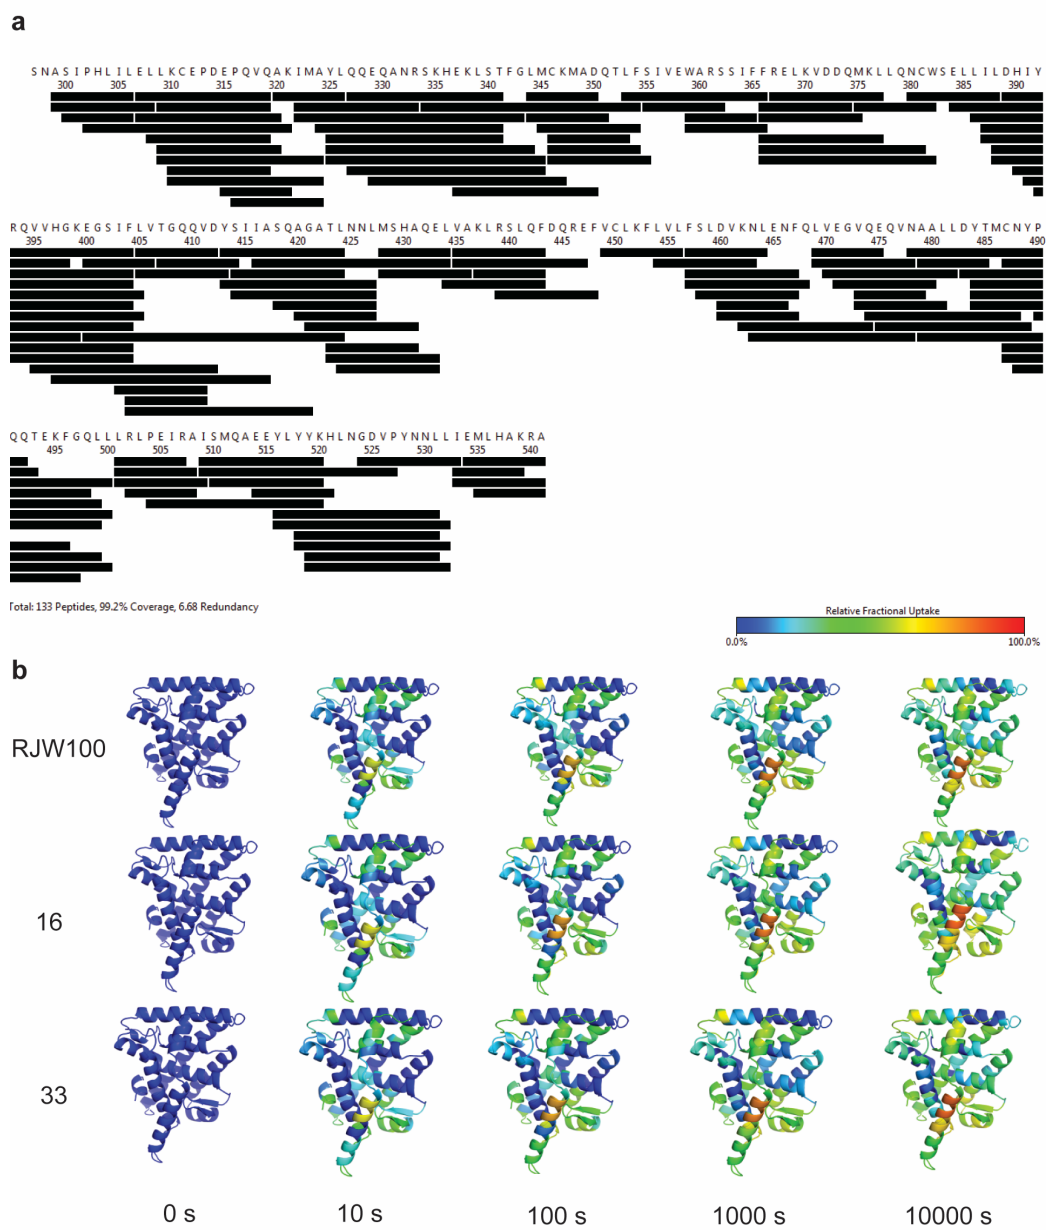 a
S N A S I P H L I L E L L K C E P D E P Q V Q A K I M A Y L Q Q E Q A N R S K H E K L S T F G L M C K M A D Q T L F S I V E W A R S S I F F R E L K V D D Q M K L L Q N C W S E L L I L D H I Y
300 305 310 315 320 325 330 335 340 345 350 355 360 365 370 375 380 385 390
R Q V V H G K E G S I F L V T G Q Q V D Y S I I A S Q A G A T L N N L M S H A Q E L V A K L R S L Q F D Q R E F V C L K F L V L F S L D V K N L E N F Q L V E G V Q E Q V N A A L L D Y T M C N Y P
395 400 405 410 415 420 425 430 435 440 445 450 455 460 465 470 475 480 485 490
Q Q T E K F G Q L L L R L P E I R A I S M Q A E E Y L Y Y K H L N G D V P Y N N L L I E M L H A K R A
495 500 505 510 515 520 525 530 535 540
Total: 133 Peptides, 99.2% Coverage, 6.68 Redundancy
Relative Fractional Uptake
0.0% 100.0%
b
RJW100
16
33
0 s 10 s 100 s 1000 s 10000 s